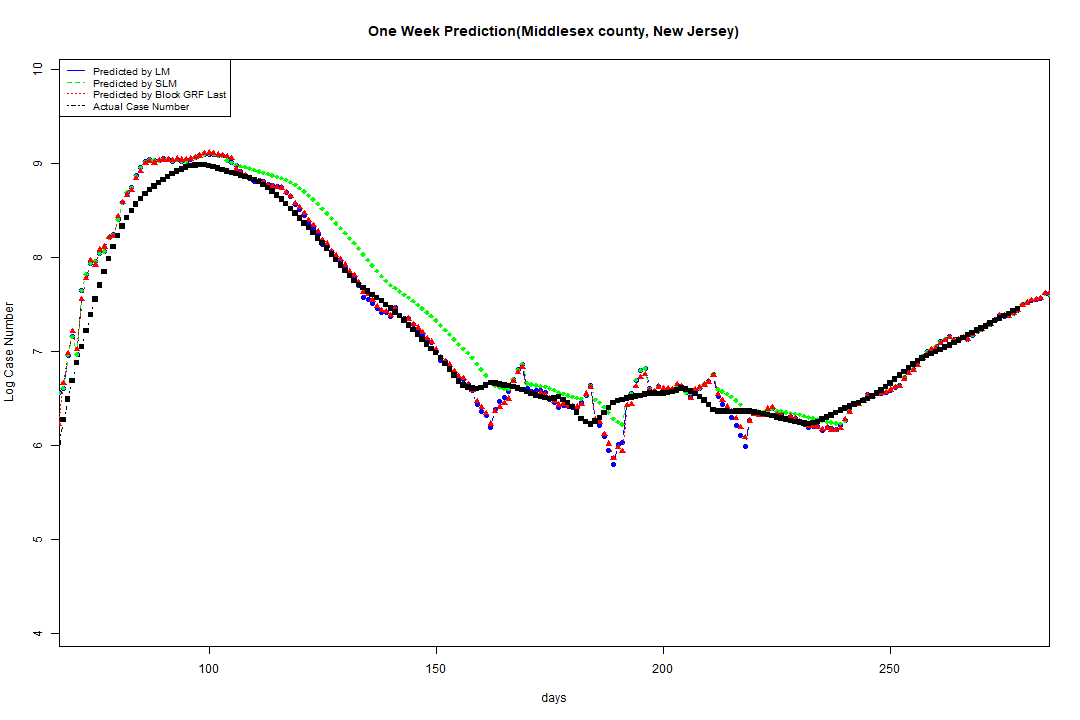 One Week Prediction(Middlesex county, New Jersey)
Predicted by LM
Predicted by SLM
Predicted by Block GRF Last
Actual Case Number
10
9
8
7
6
5
4
Log Case Number
100
150
200
250
days